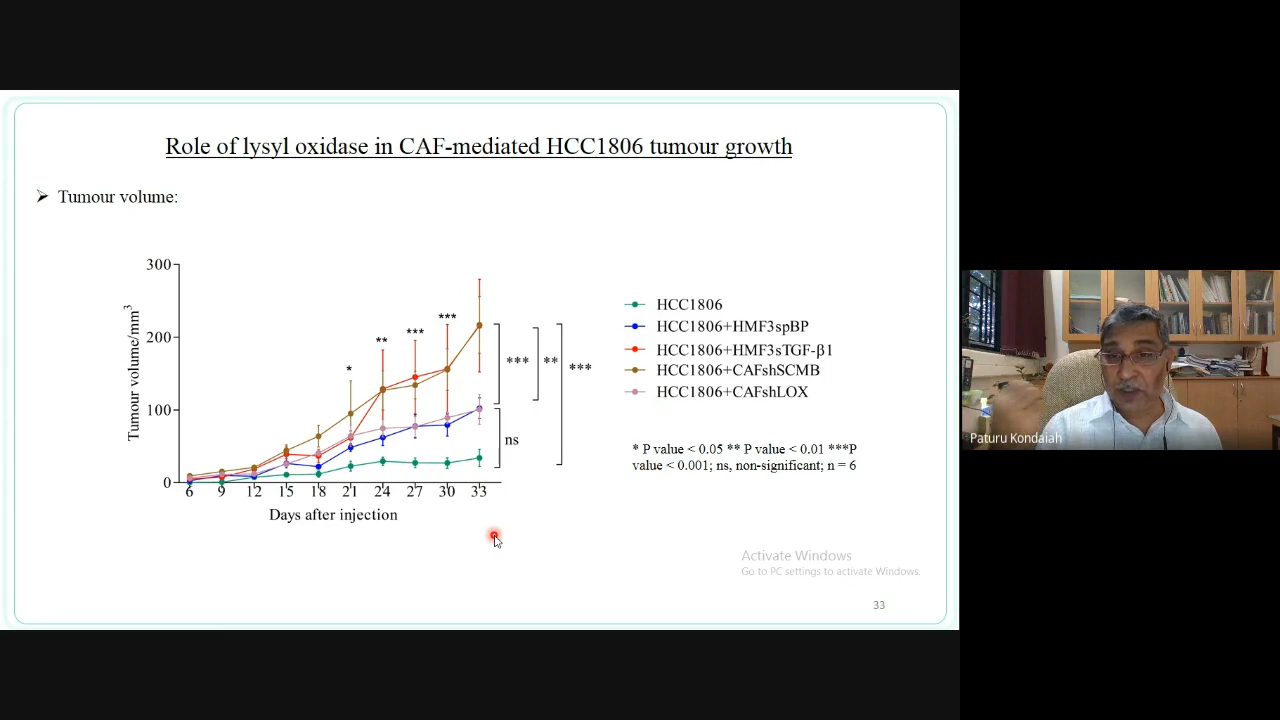 Role of lysyl oxidase in CAF-mediated HCC1806 tumour growth
➢ Tumour volume:
300
200
100
0
Tumour volume/mm³
6 9 12 15 18 21 24 27 30 33
Days after injection
*
**
***
***
***
**
***
ns
HCC1806
HCC1806+HMF3spBP
HCC1806+HMF3sTGF-β1
HCC1806+CAFshSCMB
HCC1806+CAFshLOX
* P value < 0.05 ** P value < 0.01 ***P
value < 0.001; ns, non-significant; n = 6
Activate Windows
Go to PC settings to activate Windows.
33
Paturu Kondaiah